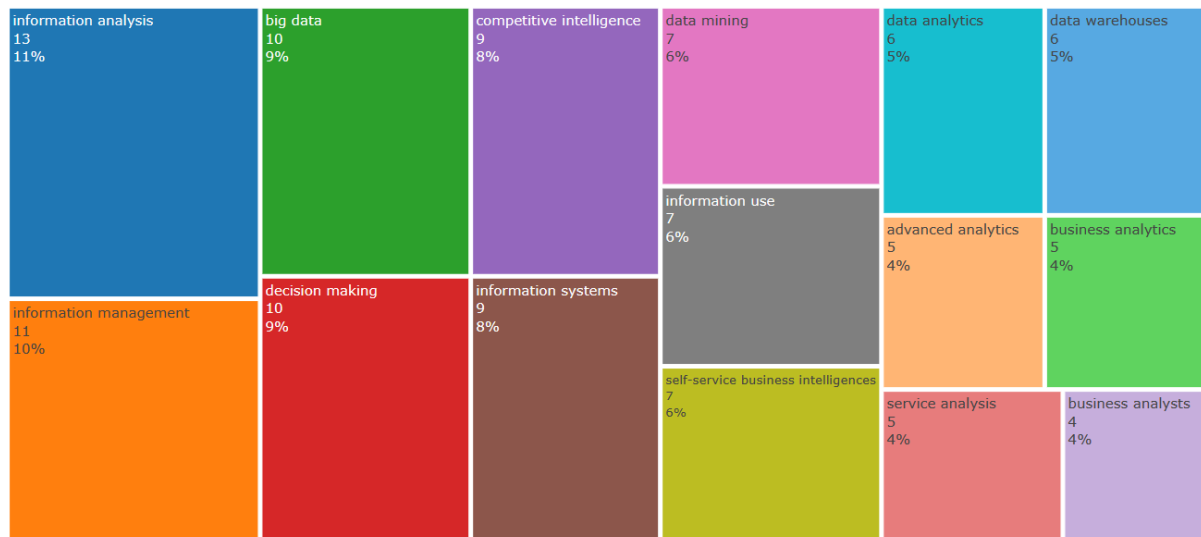 information analysis
13
11%
information management
11
10%
big data
10
9%
decision making
10
9%
competitive intelligence
9
8%
information systems
9
8%
data mining
7
6%
information use
7
6%
self-service business intelligences
7
6%
data analytics
6
5%
data warehouses
6
5%
advanced analytics
5
4%
business analytics
5
4%
service analysis
5
4%
business analysts
4
4%